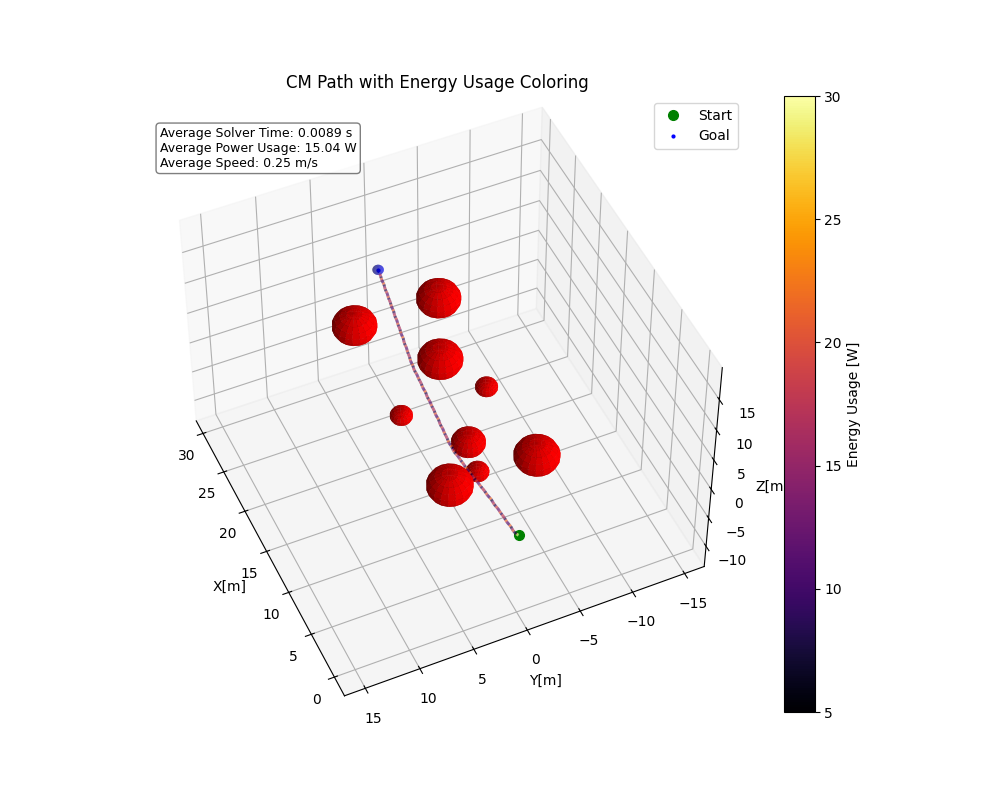 CM Path with Energy Usage Coloring
Average Solver Time: 0.0089 s
Average Power Usage: 15.04 W
Average Speed: 0.25 m/s
Start
Goal
30
25
20
15
10
5
Energy Usage [W]
15
10
5
0
−5
−10
Z[m
30
25
20
15
10
5
0
X[m]
15
10
5
0
−5
−10
−15
Y[m]